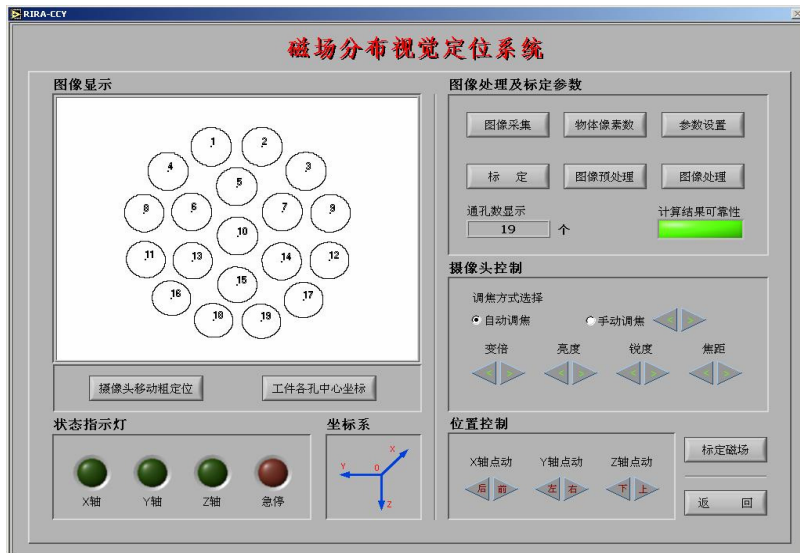 RIRA-CCY
磁场分布视觉定位系统
图像显示
1 2
4 3
5
8 6 7 9
10
11 13 14 12
15
16 17
18 19
摄像头移动粗定位 工件各孔中心坐标
状态指示灯
X轴 Y轴 Z轴 急停
坐标系
X
Y O
Z
图像处理及标定参数
图像采集 物体像素数 参数设置
标 定 图像预处理 图像处理
通孔数显示 计算结果可靠性
19 个
摄像头控制
调焦方式选择
自动调焦 手动调焦
变倍 亮度 锐度 焦距
位置控制
X轴点动 Y轴点动 Z轴点动
后 前 左 右 下 上
标定磁场
返 回